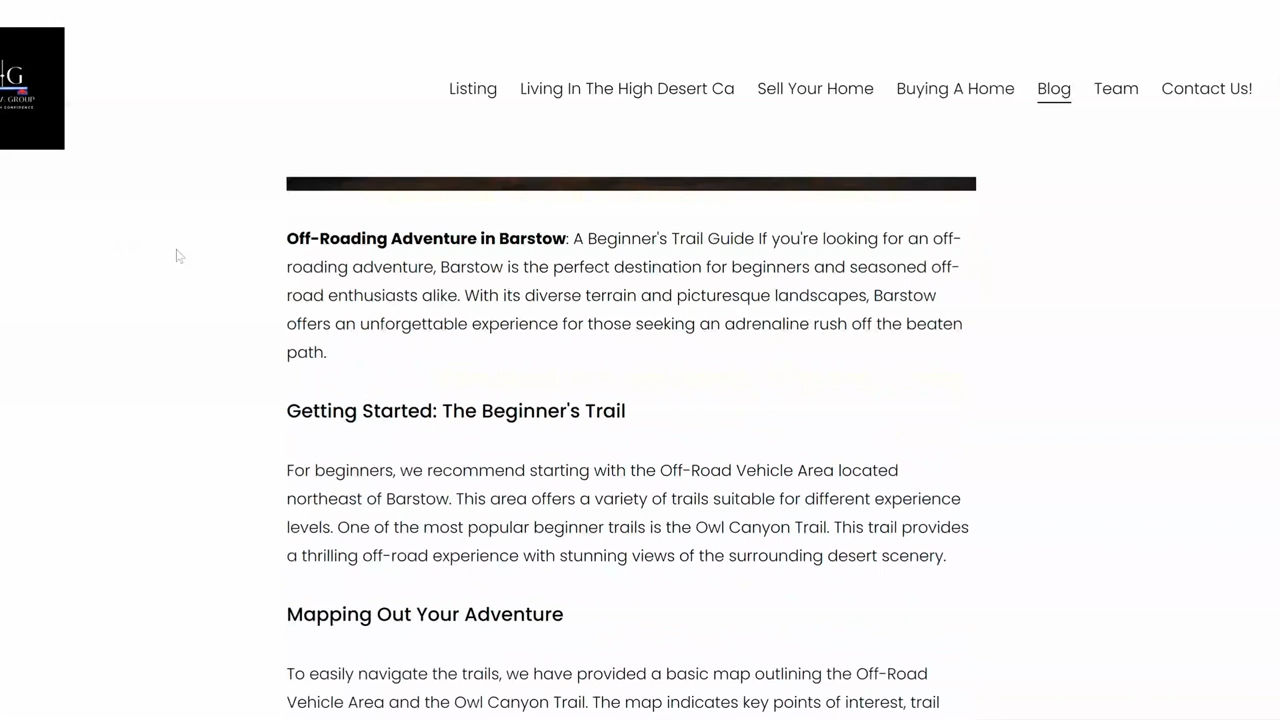 G
GROUP
CONFIDENCE
Listing
Living In The High Desert Ca
Sell Your Home
Buying A Home
Blog
Team
Contact Us!
Off-Roading Adventure in Barstow: A Beginner's Trail Guide If you're looking for an off-
roading adventure, Barstow is the perfect destination for beginners and seasoned off-
road enthusiasts alike. With its diverse terrain and picturesque landscapes, Barstow
offers an unforgettable experience for those seeking an adrenaline rush off the beaten
path.
Getting Started: The Beginner's Trail
For beginners, we recommend starting with the Off-Road Vehicle Area located
northeast of Barstow. This area offers a variety of trails suitable for different experience
levels. One of the most popular beginner trails is the Owl Canyon Trail. This trail provides
a thrilling off-road experience with stunning views of the surrounding desert scenery.
Mapping Out Your Adventure
To easily navigate the trails, we have provided a basic map outlining the Off-Road
Vehicle Area and the Owl Canyon Trail. The map indicates key points of interest, trail